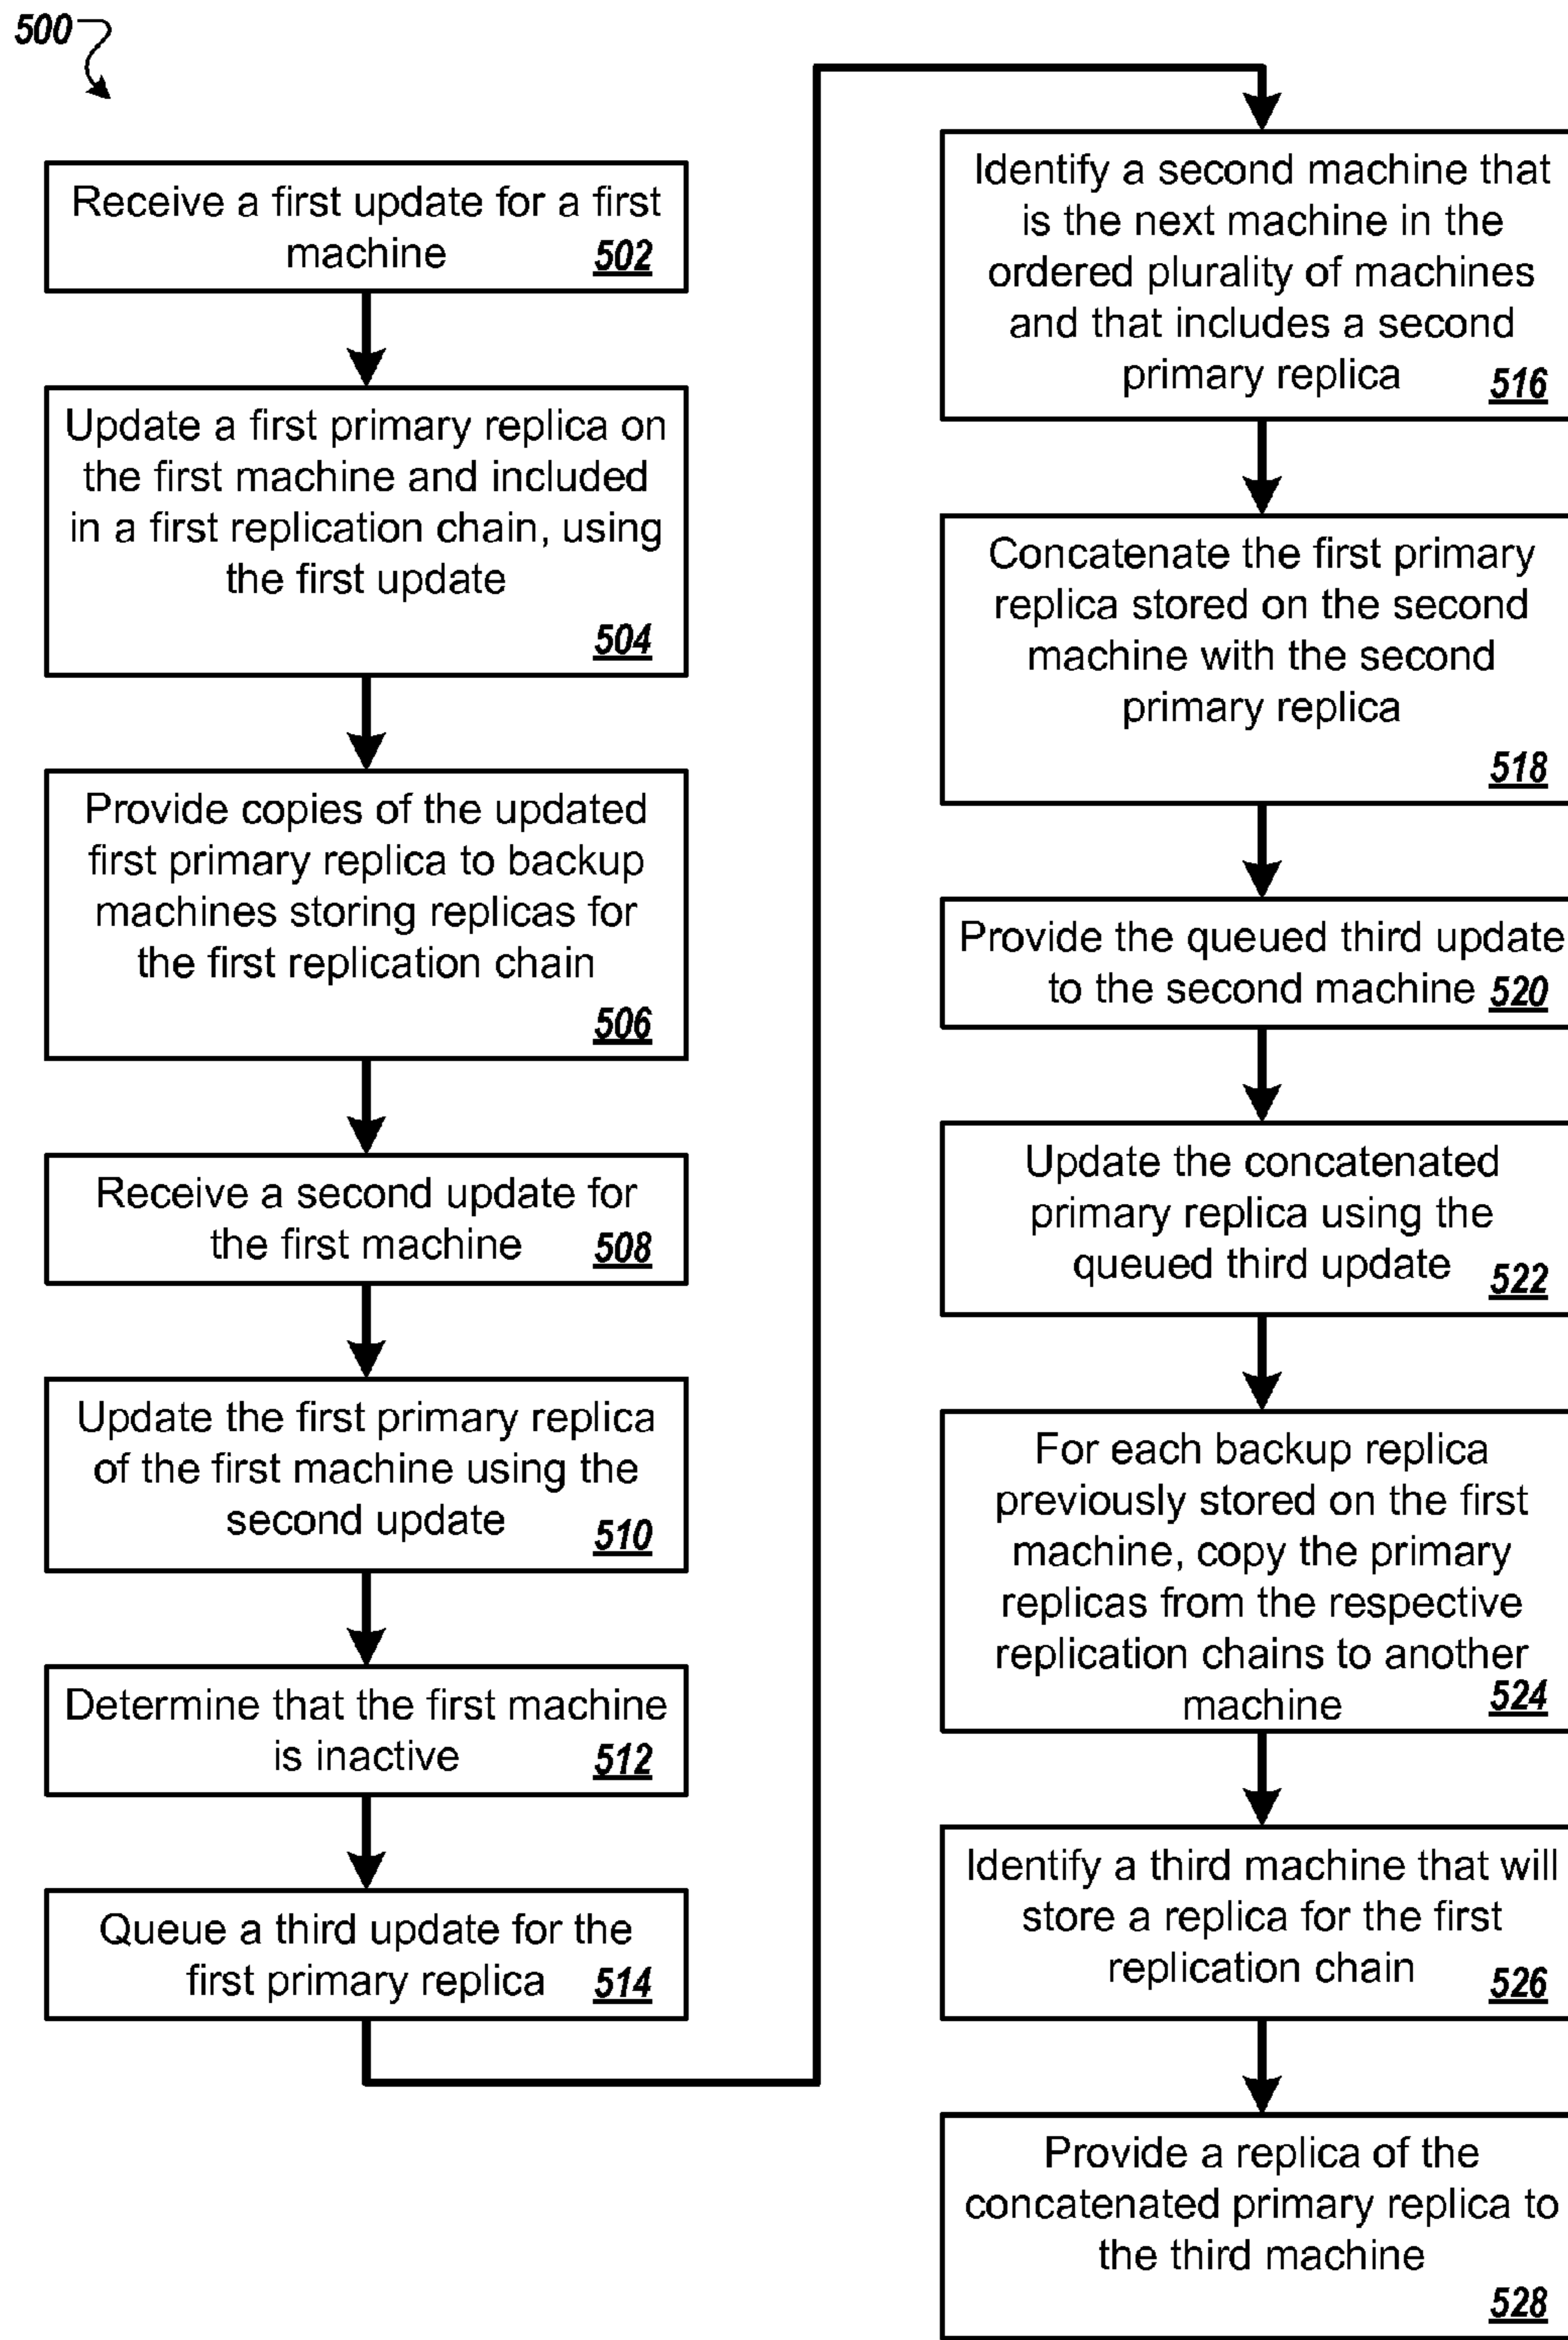 500
Receive a first update for a first
machine 502
Update a first primary replica on
the first machine and included
in a first replication chain, using
the first update
504
Provide copies of the updated
first primary replica to backup
machines storing replicas for
the first replication chain
506
Receive a second update for
the first machine 508
Update the first primary replica
of the first machine using the
second update 510
Determine that the first machine
is inactive 512
Queue a third update for the
first primary replica 514
Identify a second machine that
is the next machine in the
ordered plurality of machines
and that includes a second
primary replica 516
Concatenate the first primary
replica stored on the second
machine with the second
primary replica
518
Provide the queued third update
to the second machine 520
Update the concatenated
primary replica using the
queued third update 522
For each backup replica
previously stored on the first
machine, copy the primary
replicas from the respective
replication chains to another
machine 524
Identify a third machine that will
store a replica for the first
replication chain 526
Provide a replica of the
concatenated primary replica to
the third machine
528